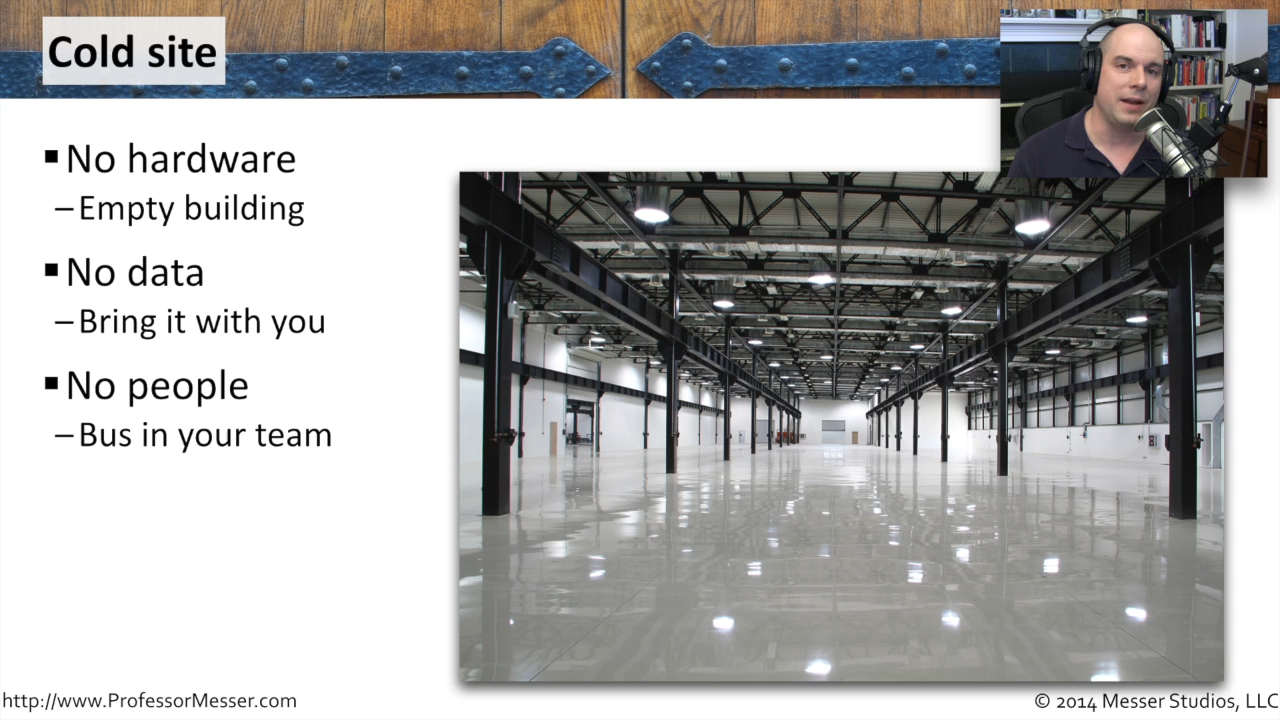 Cold site
▪ No hardware
– Empty building
▪ No data
– Bring it with you
▪ No people
– Bus in your team
http://www.ProfessorMesser.com
© 2014 Messer Studios, LLC